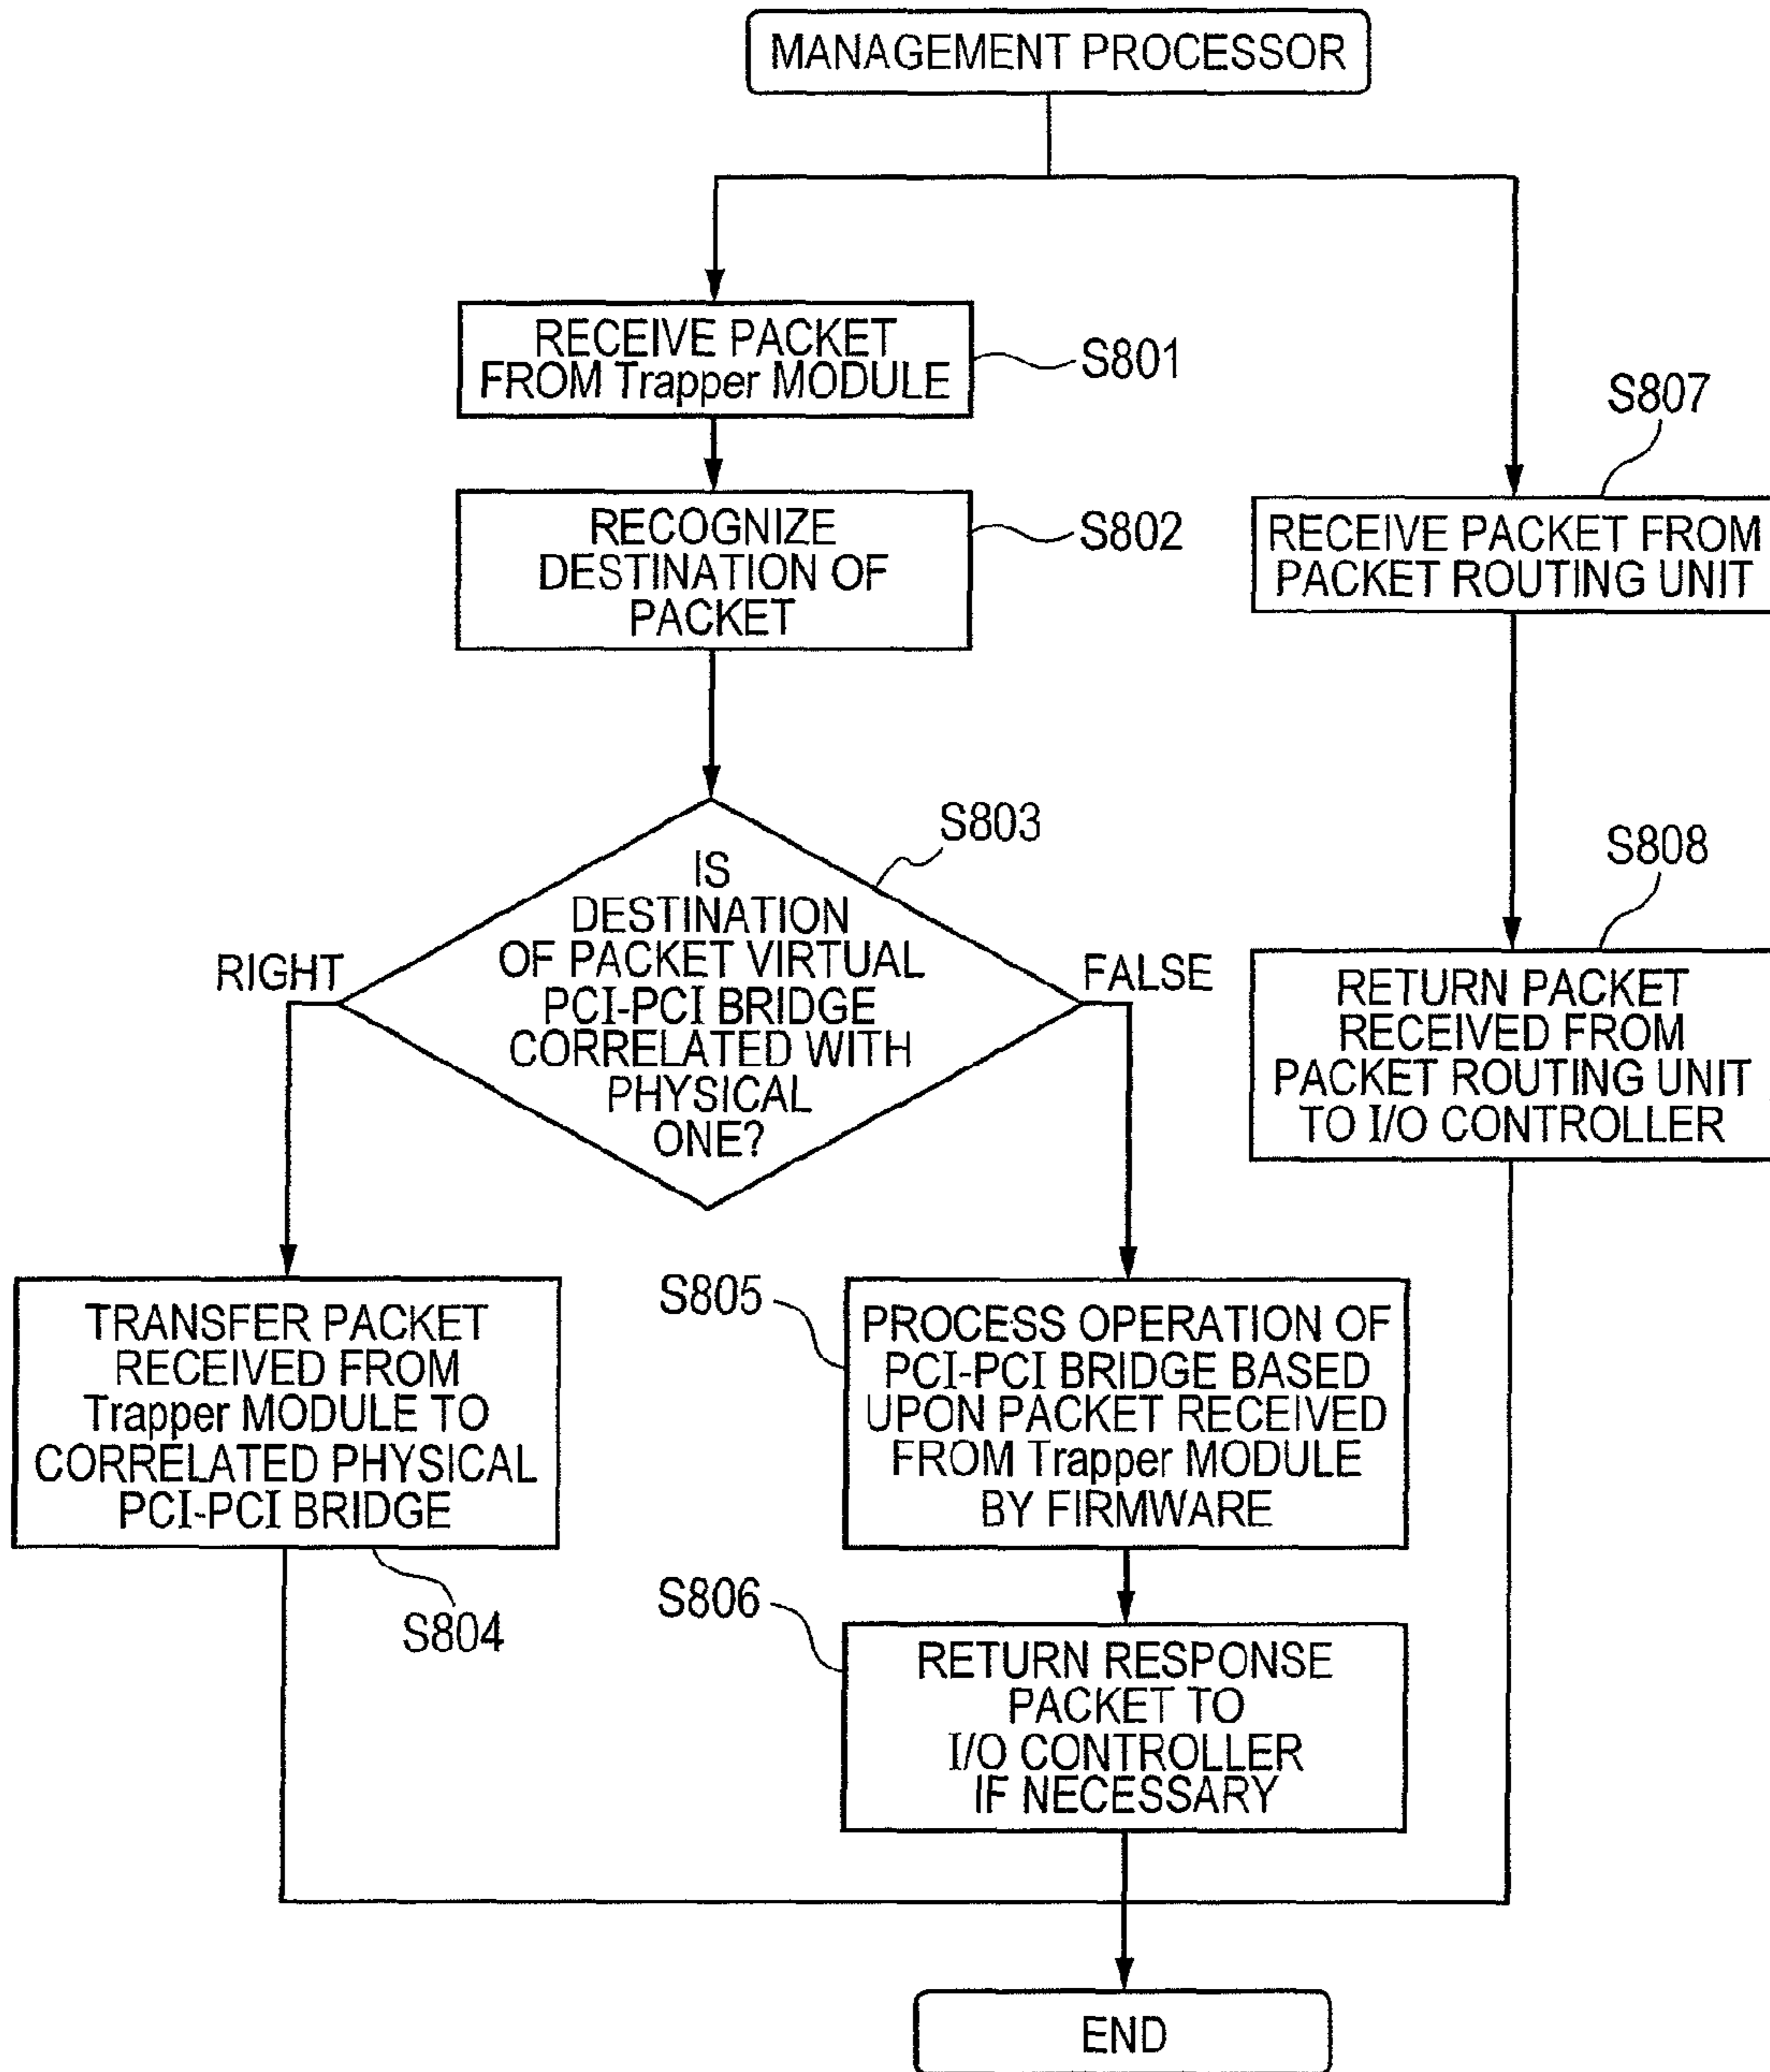 MANAGEMENT PROCESSOR
RECEIVE PACKET
FROM Trapper MODULE
S801
RECOGNIZE
DESTINATION OF
PACKET
S802
S807
RECEIVE PACKET FROM
PACKET ROUTING UNIT
S803
IS
DESTINATION
OF PACKET VIRTUAL
PCI-PCI BRIDGE
CORRELATED WITH
PHYSICAL
ONE?
RIGHT
FALSE
S808
RETURN PACKET
RECEIVED FROM
PACKET ROUTING UNIT
TO I/O CONTROLLER
TRANSFER PACKET
RECEIVED FROM
Trapper MODULE TO
CORRELATED PHYSICAL
PCI-PCI BRIDGE
S804
S805
PROCESS OPERATION OF
PCI-PCI BRIDGE BASED
UPON PACKET RECEIVED
FROM Trapper MODULE
BY FIRMWARE
S806
RETURN RESPONSE
PACKET TO
I/O CONTROLLER
IF NECESSARY
END